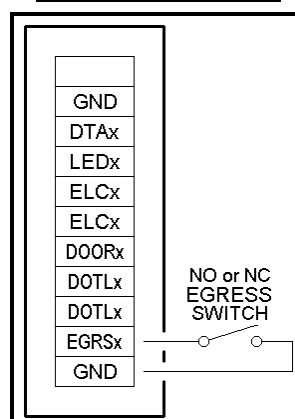 GND
DTAx
LEDx
ELCx
ELCx
DOORx
DOTLx
DOTLx
EGRSx
GND
NO or NC
EGRESS
SWITCH